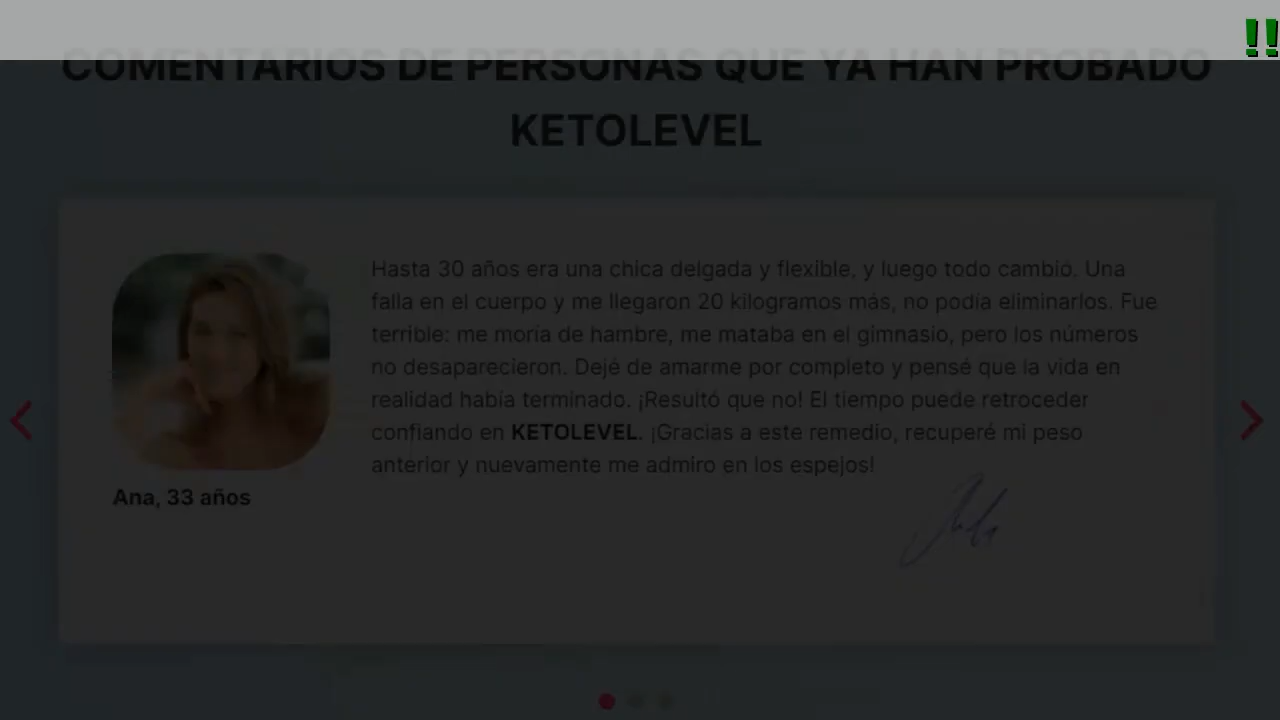 !!
COMENTARIOS DE PERSONAS QUE YA HAN PROBADO
KETOLEVEL
Hasta 30 años era una chica delgada y flexible, y luego todo cambió. Una
falla en el cuerpo y me llegaron 20 kilogramos más, no podía eliminarlos. Fue
terrible: me moría de hambre, me mataba en el gimnasio, pero los números
no desaparecieron. Dejé de amarme por completo y pensé que la vida en
realidad había terminado. ¡Resultó que no! El tiempo puede retroceder
confiando en KETOLEVEL. ¡Gracias a este remedio, recuperé mi peso
anterior y nuevamente me admiro en los espejos!
Ana, 33 años